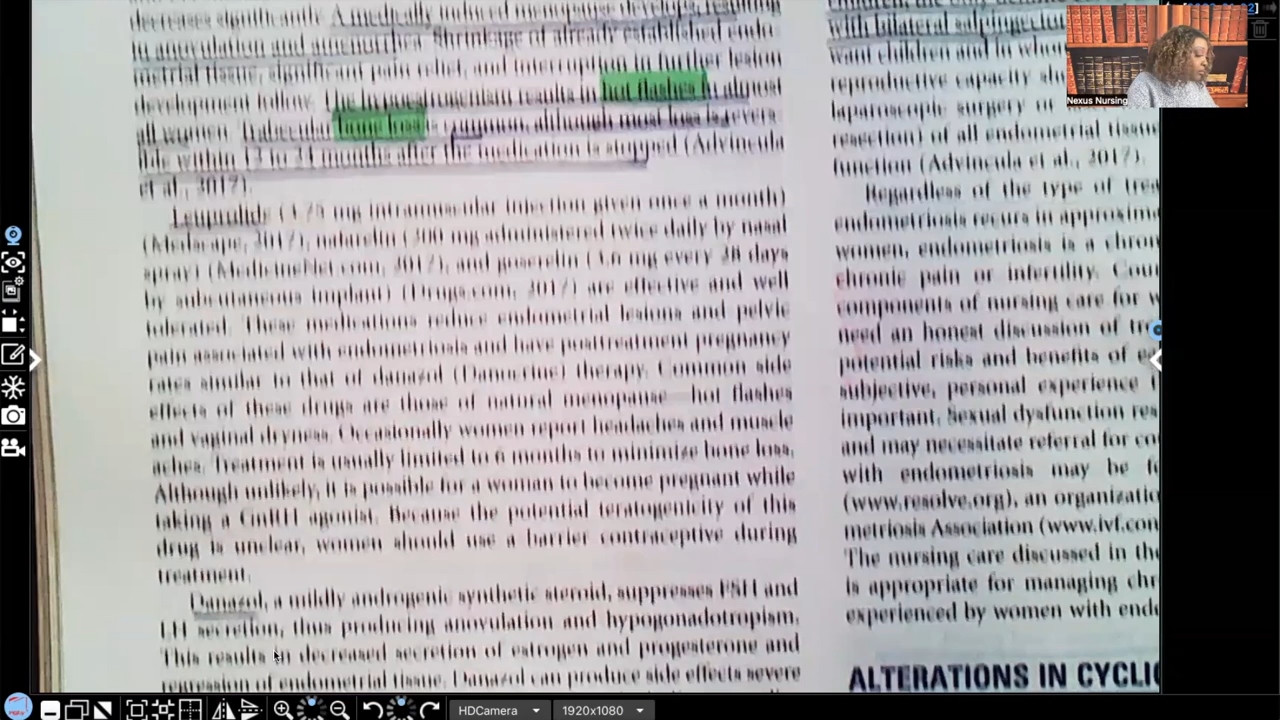 decreases significantly. A medically induced menopause develops, resulting
in anovulation and amenorrhea. Shrinkage of already established endo-
metrial tissue, significant pain relief, and interruption in further lesion
development follow. The hypoestrogenism results in hot flashes in almost
all women. Trabecular bone loss is common, although most loss is revers-
ible within 12 to 24 months after the medication is stopped (Advincula
et al., 2017).
Leuprolide (3.75 mg intramuscular injection given once a month)
(Medscape, 2017), nafarelin (200 mg administered twice daily by nasal
spray) (MedicineNet.com, 2017), and goserelin (3.6 mg every 28 days
by subcutaneous implant) (Drugs.com, 2017) are effective and well
tolerated. These medications reduce endometrial lesions and pelvic
pain associated with endometriosis and have posttreatment pregnancy
rates similar to that of danazol (Danocrine) therapy. Common side
effects of these drugs are those of natural menopause—hot flashes
and vaginal dryness. Occasionally women report headaches and muscle
aches. Treatment is usually limited to 6 months to minimize bone loss.
Although unlikely, it is possible for a woman to become pregnant while
taking a GnRH agonist. Because the potential teratogenicity of this
drug is unclear, women should use a barrier contraceptive during
treatment.
Danazol, a mildly androgenic synthetic steroid, suppresses FSH and
LH secretion, thus producing anovulation and hypogonadotropism.
This results in decreased secretion of estrogen and progesterone and
regression of endometrial tissue. Danazol can produce side effects severe
with bilateral salpingectomy
want children and in whom
reproductive capacity
laparoscopic surgery
resection) of all endometrial tissue
function (Advincula et al., 2017).
Regardless of the type of
endometriosis recurs in
women, endometriosis is a
chronic pain or infertility.
components of nursing care for
need an honest discussion of
potential risks and benefits of
subjective, personal experience
important. Sexual dysfunction
and may necessitate referral for
with endometriosis may be
(www.resolve.org), an
metriosis Association (www.ivf.com
The nursing care discussed in the
is appropriate for managing
experienced by women with
ALTERATIONS IN
Nexus Nursing
HDCamera
1920x1080